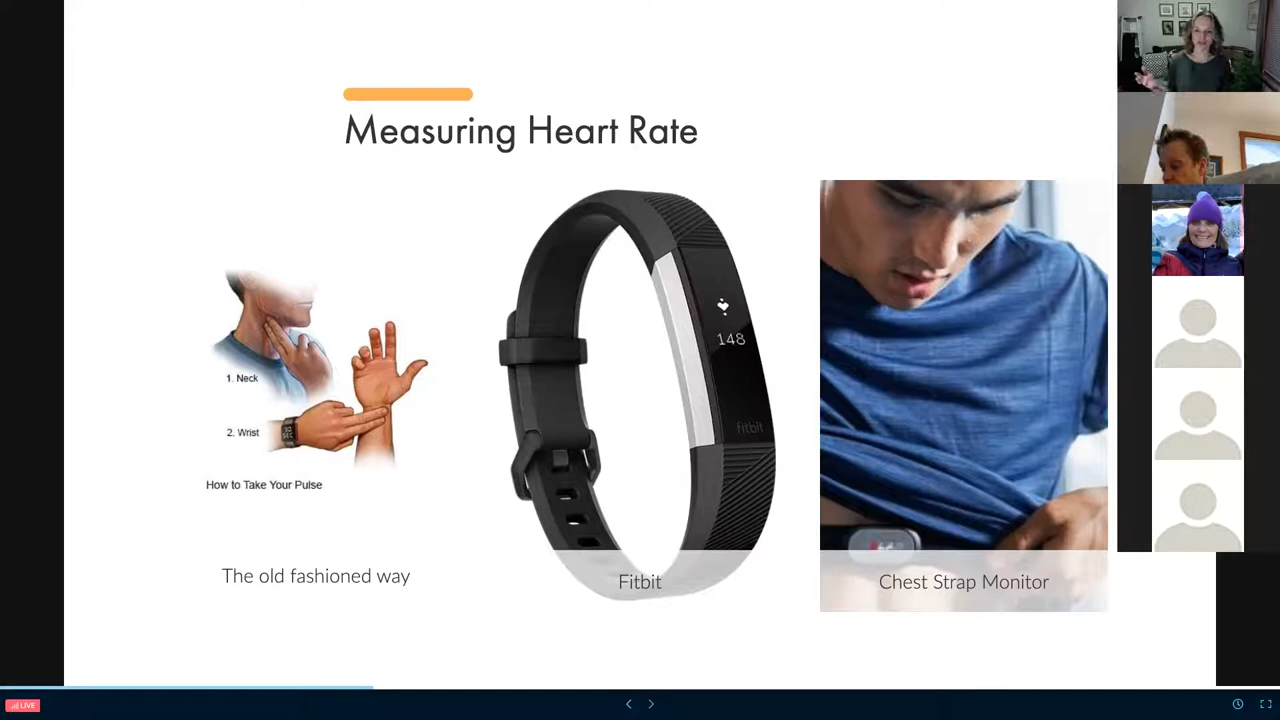 Measuring Heart Rate
1. Neck
2. Wrist
How to Take Your Pulse
The old fashioned way
148
fitbit
Fitbit
Chest Strap Monitor
LIVE